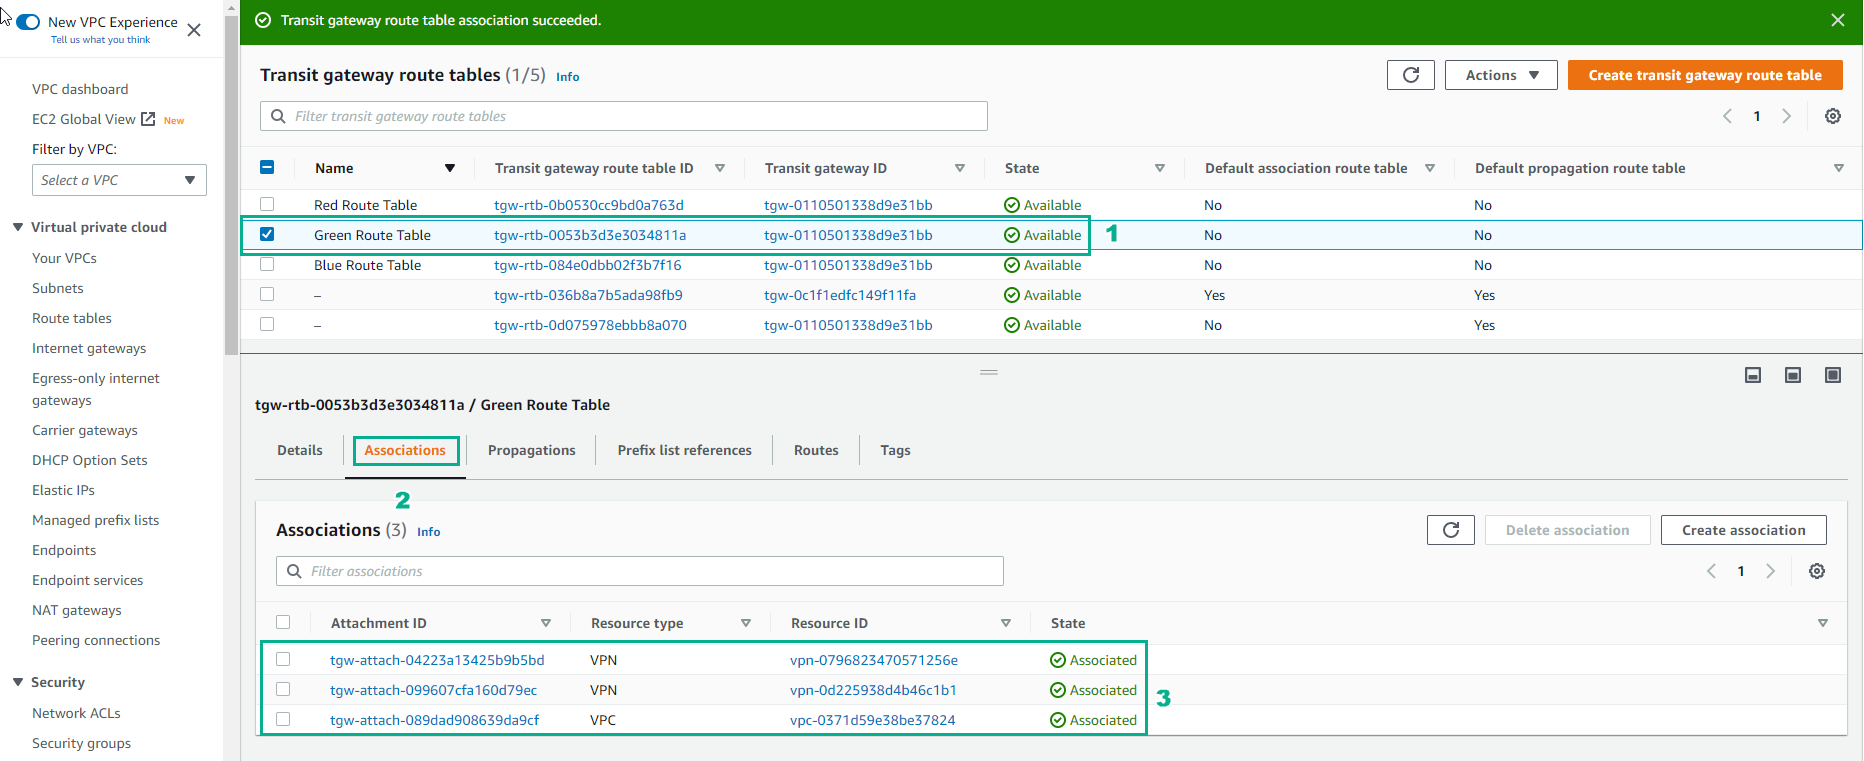 New VPC Experience
Tell us what you think
VPC dashboard
EC2 Global View New
Filter by VPC:
Select a VPC
Virtual private cloud
Your VPCs
Subnets
Route tables
Internet gateways
Egress-only internet
gateways
Carrier gateways
DHCP Option Sets
Elastic IPs
Managed prefix lists
Endpoints
Endpoint services
NAT gateways
Peering connections
Security
Network ACLs
Security groups
Transit gateway route table association succeeded.
Transit gateway route tables (1/5) Info
Actions
Create transit gateway route table
Filter transit gateway route tables
1
Name Transit gateway route table ID Transit gateway ID State Default association route table Default propagation route table
Red Route Table tgw-rtb-0b0530cc9bd0a763d tgw-0110501338d9e31bb Available No No
Green Route Table tgw-rtb-0053b3d3e3034811a tgw-0110501338d9e31bb Available 1 No No
Blue Route Table tgw-rtb-084e0dbb02f3b7f16 tgw-0110501338d9e31bb Available No No
– tgw-rtb-036b8a7b5ada98fb9 tgw-0c1f1edfc149f11fa Available Yes Yes
– tgw-rtb-0d075978ebbb8a070 tgw-0110501338d9e31bb Available No Yes
tgw-rtb-0053b3d3e3034811a / Green Route Table
Details Associations Propagations Prefix list references Routes Tags
2
Associations (3) Info
Delete association
Create association
Filter associations
1
Attachment ID Resource type Resource ID State
tgw-attach-04223a13425b9b5bd VPN vpn-0796823470571256e Associated
tgw-attach-099607cfa160d79ec VPN vpn-0d225938d4b46c1b1 Associated
3
tgw-attach-089dad908639da9cf VPC vpc-0371d59e38be37824 Associated